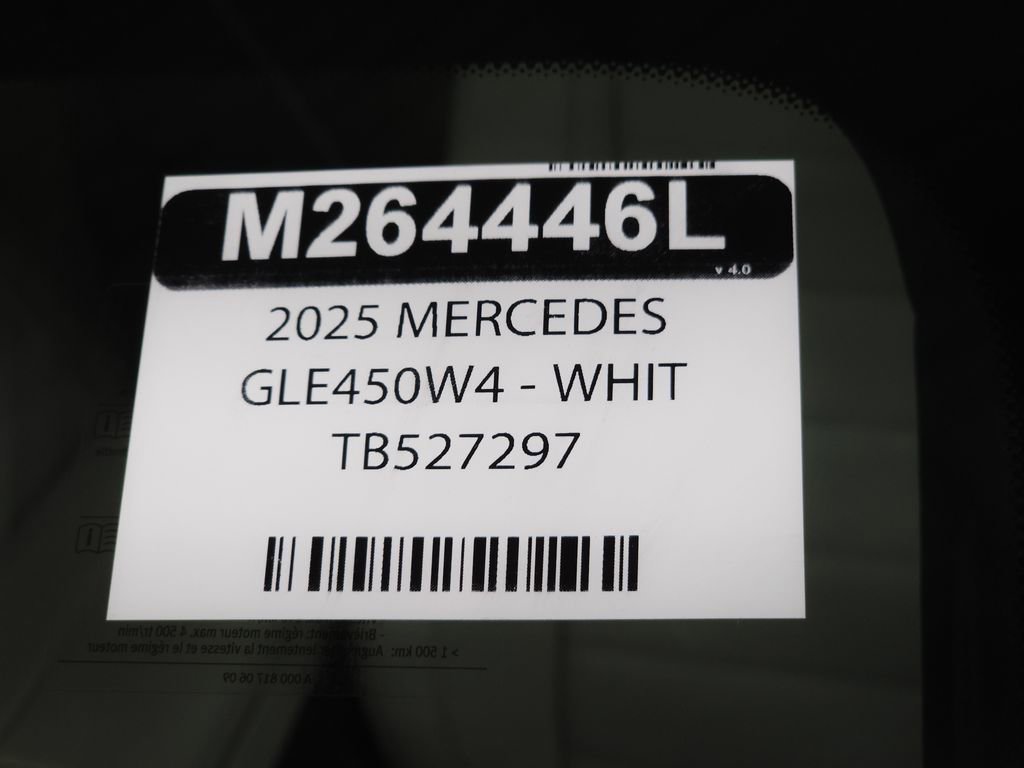 M264446L
v 4.0
2025 MERCEDES
GLE450W4 - WHIT
TB527297
- Brièvement: régime moteur max. 4 500 tr/min
> 1 500 km: lentement la vitesse et le régime moteur
A 000 817 06 09